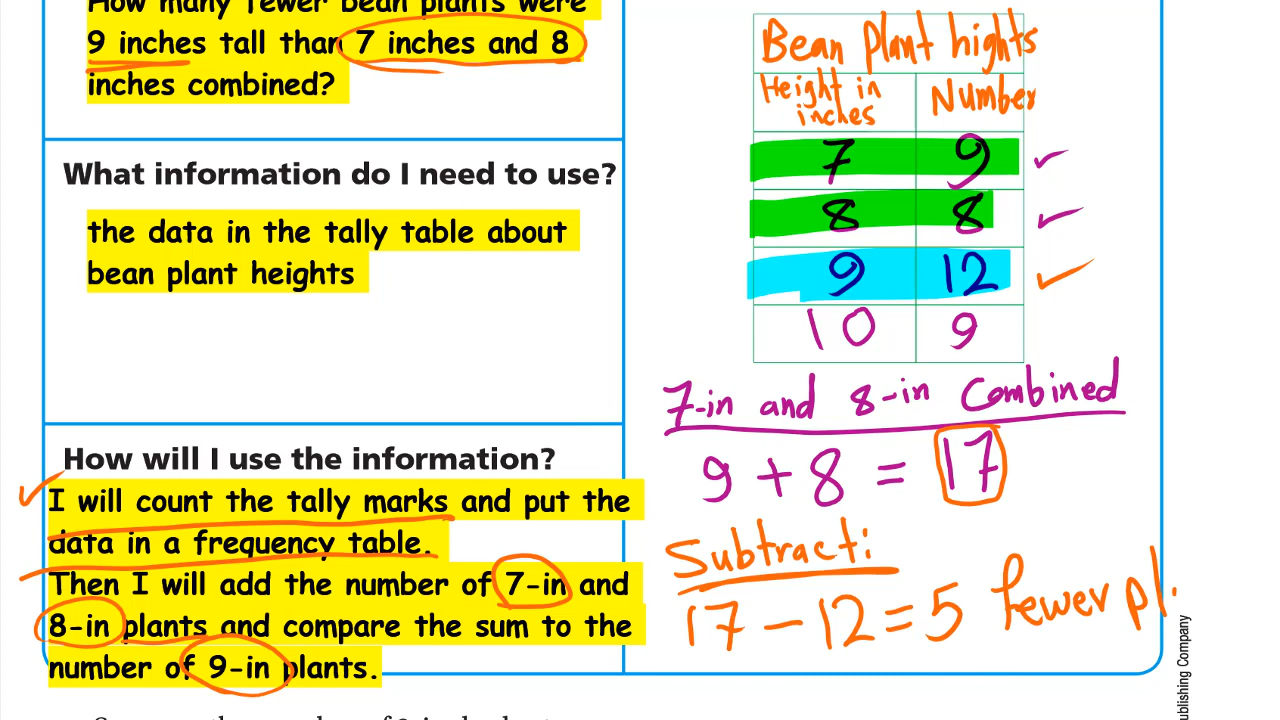 How many fewer bean plants were
9 inches tall than 7 inches and 8
inches combined?
What information do I need to use?
the data in the tally table about
bean plant heights
How will I use the information?
I will count the tally marks and put the
data in a frequency table.
Then I will add the number of 7-in and
8-in plants and compare the sum to the
number of 9-in plants.
Bean plant hights
Height in inches Number
7 9
8 8
9 12
10 9
7-in and 8-in Combined
9 + 8 = 17
Subtract:
17 - 12 = 5 fewer pl
ublishing Company